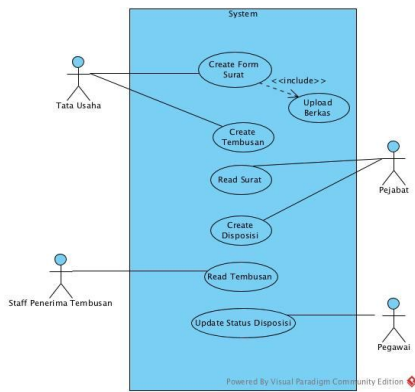 System
Create Form
Surat
<<include>>
Upload
Berkas
Tata Usaha
Create
Tembusan
Read Surat
Pejabat
Create
Disposisi
Read Tembusan
Staff Penerima Tembusan
Update Status Disposisi
Pegawai
Powered By Visual Paradigm Community Edition